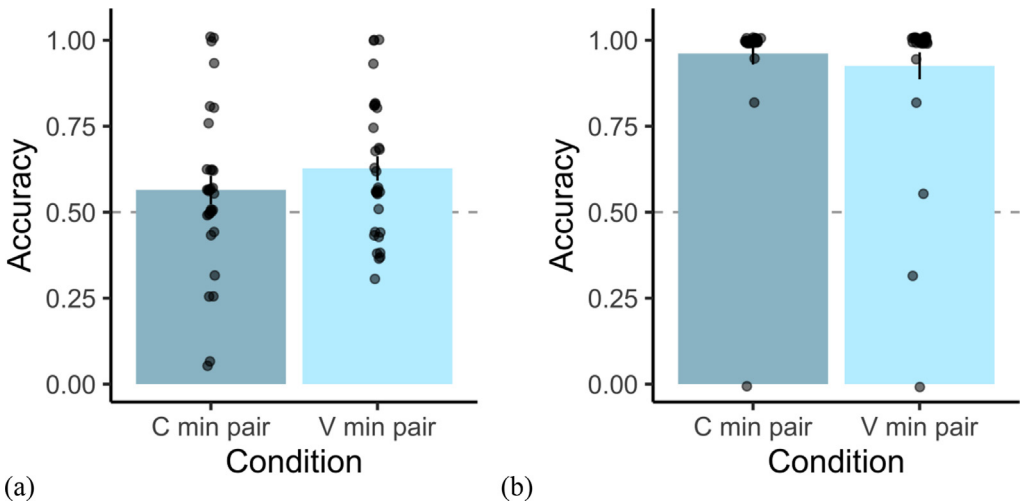 1.00
0.75
0.50
0.25
0.00
Accuracy
C min pair V min pair
Condition
(a)
1.00
0.75
0.50
0.25
0.00
Accuracy
C min pair V min pair
Condition
(b)